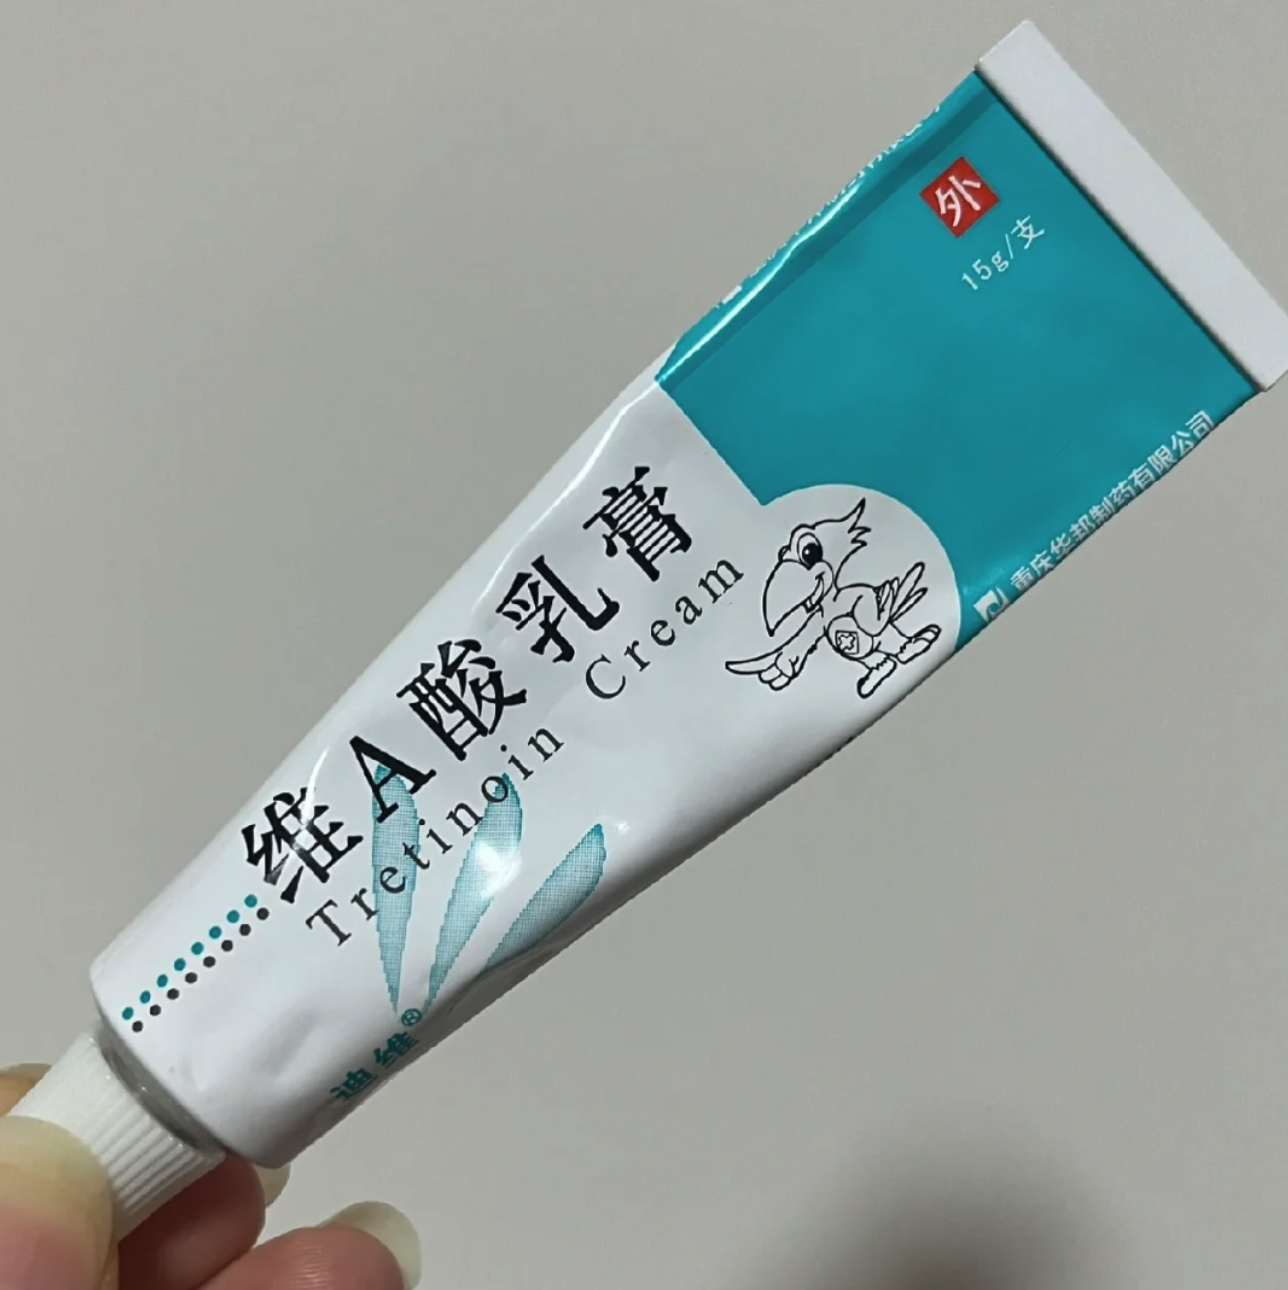 外
15g/支
维A酸乳膏
Tretinoin Cream
重庆华邦制药有限公司
迪维®